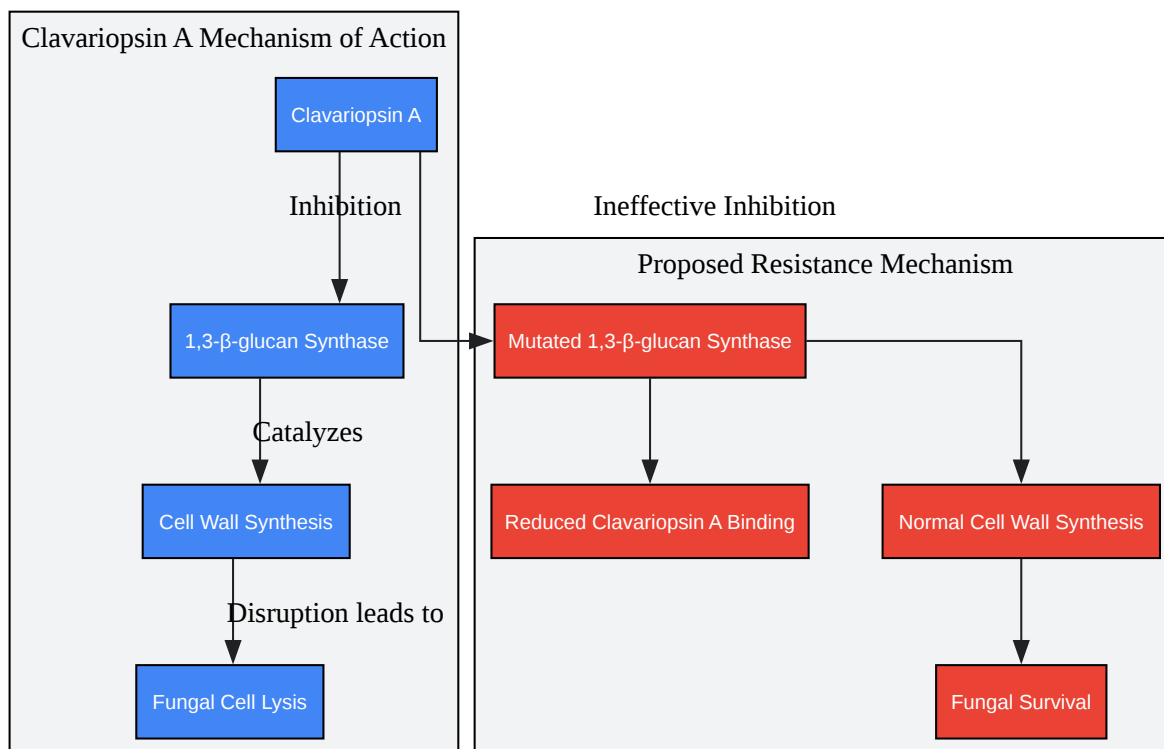 Clavariopsin A Mechanism of Action
Clavariopsin A
Inhibition
1,3-β-glucan Synthase
Catalyzes
Cell Wall Synthesis
Disruption leads to
Fungal Cell Lysis
Ineffective Inhibition
Proposed Resistance Mechanism
Mutated 1,3-β-glucan Synthase
Reduced Clavariopsin A Binding
Normal Cell Wall Synthesis
Fungal Survival